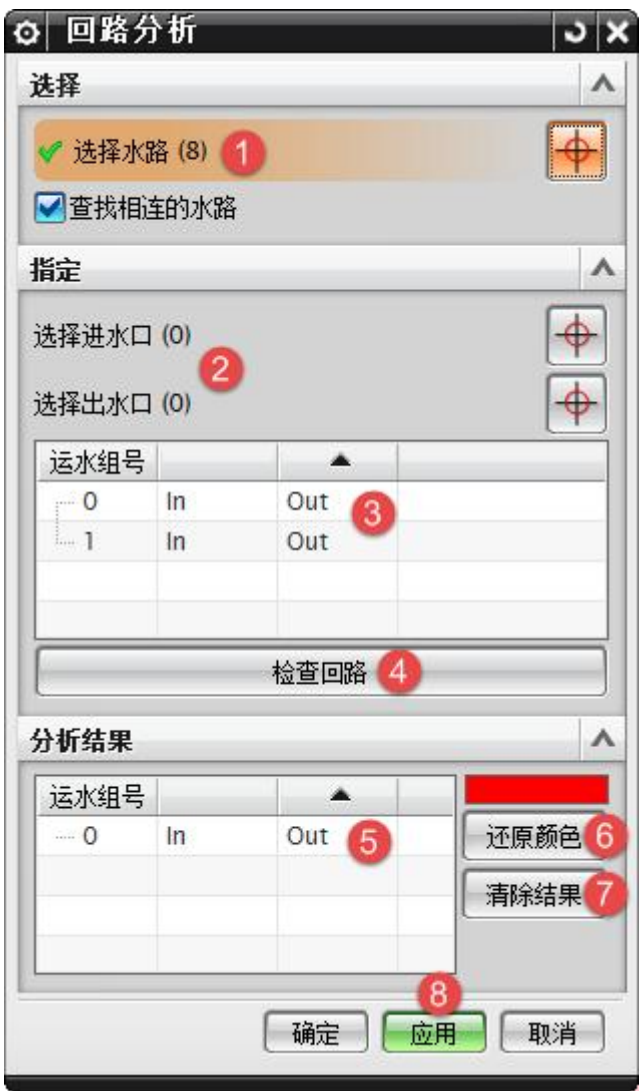 回路分析
选择
选择水路 (8) 1
查找相连的水路
指定
选择进水口 (0)
2
选择出水口 (0)
运水组号
0 In Out
3
1 In Out
检查回路 4
分析结果
运水组号
0 In Out 5
还原颜色 6
清除结果 7
8
确定 应用 取消